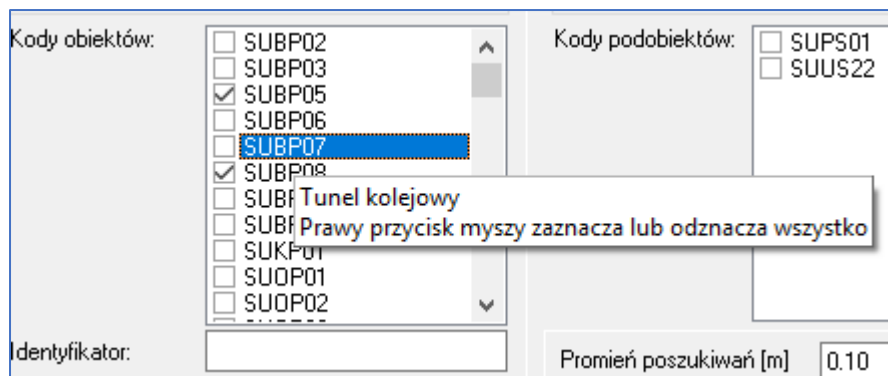 Kody obiektów:
SUBP02
SUBP03
SUBP05
SUBP06
SUBP07
SUBP08
Tunel kolejowy
Prawy przycisk myszy zaznacza lub odznacza wszystko
SUKP01
SUOP01
SUOP02
Identyfikator:
Kody podobiektów:
SUPS01
SUUS22
Promień poszukiwań [m]
0.10